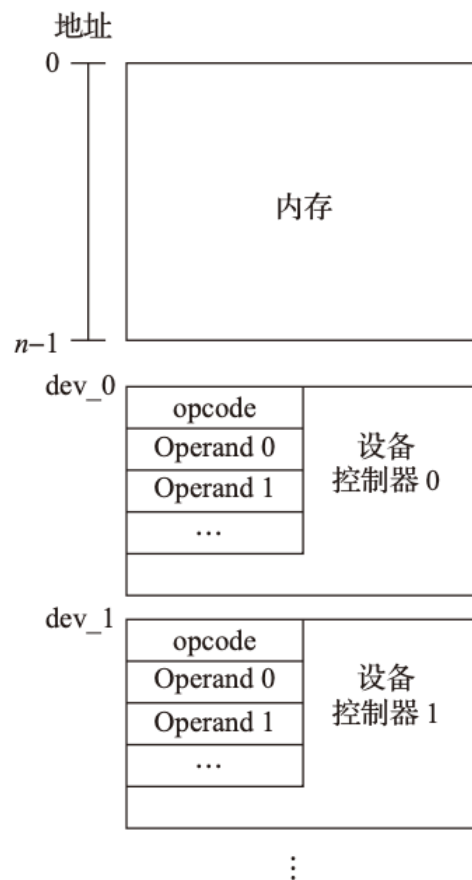 地址
0
内存
n−1
dev_0
opcode
Operand 0
Operand 1
…
设备
控制器 0
dev_1
opcode
Operand 0
Operand 1
…
设备
控制器 1
⋮